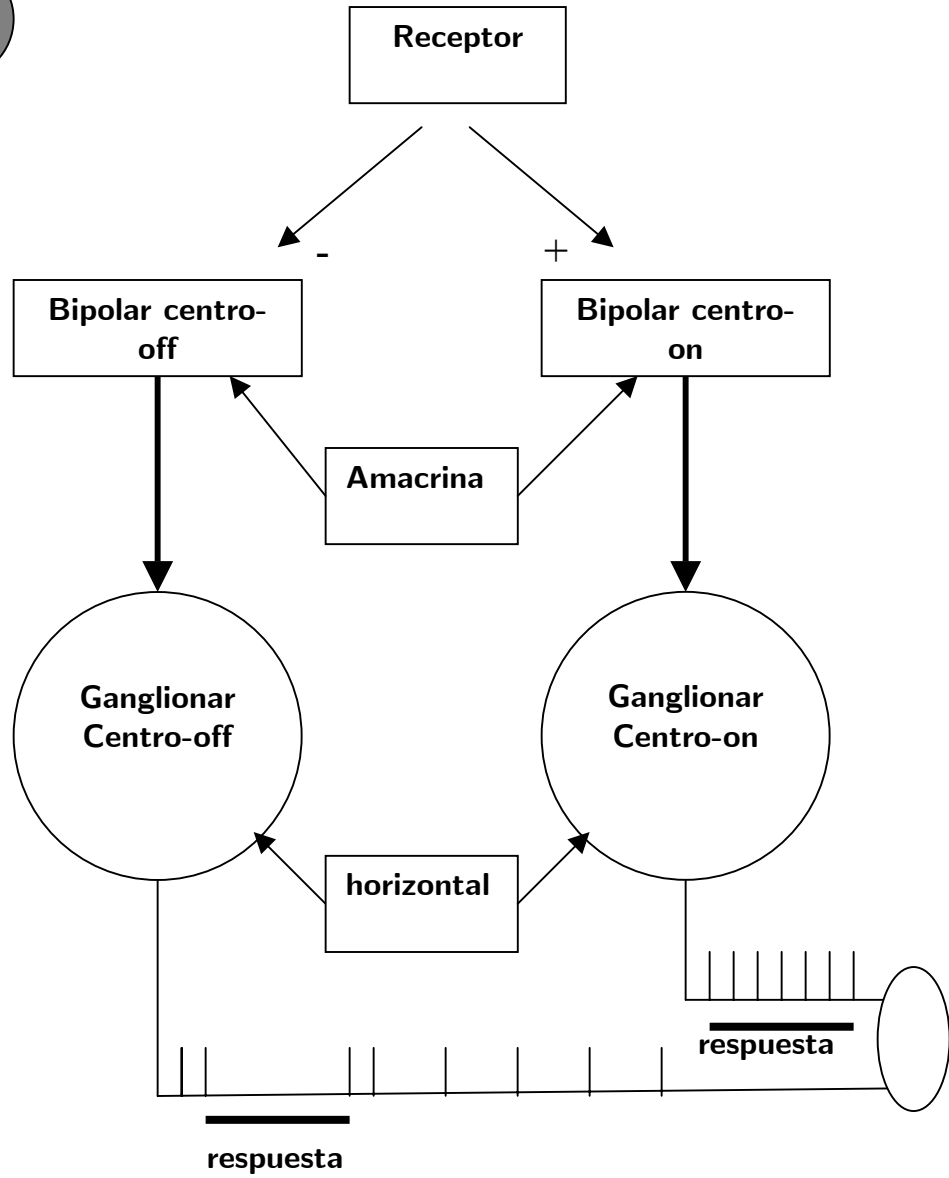 Receptor
-
+
Bipolar centro-
off
Bipolar centro-
on
Amacrina
Ganglionar
Centro-off
Ganglionar
Centro-on
horizontal
respuesta
respuesta